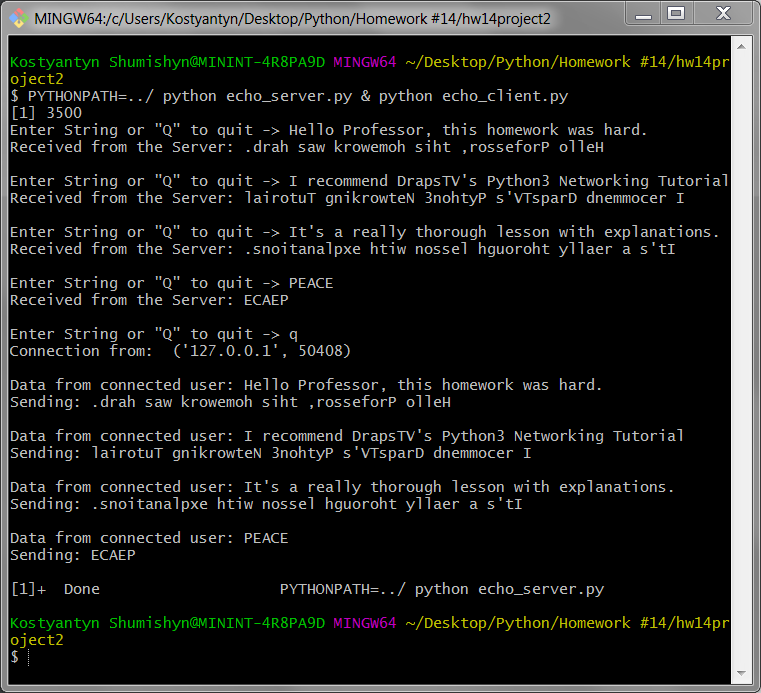 MINGW64:/c/Users/Kostyantyn/Desktop/Python/Homework #14/hw14project2
Kostyantyn Shumishyn@MININT-4R8PA9D MINGW64 ~/Desktop/Python/Homework #14/hw14pr
oject2
$ PYTHONPATH=../ python echo_server.py & python echo_client.py
[1] 3500
Enter String or "Q" to quit -> Hello Professor, this homework was hard.
Received from the Server: .drah saw krowemoh siht ,rosseforP olleH

Enter String or "Q" to quit -> I recommend DrapsTV's Python3 Networking Tutorial
Received from the Server: lairotuT gnikrowteN 3nohtyP s'VTsparD dnemmocer I

Enter String or "Q" to quit -> It's a really thorough lesson with explanations.
Received from the Server: .snoitanalpxe htiw nossel hguoroht yllaer a s'tI

Enter String or "Q" to quit -> PEACE
Received from the Server: ECAEP

Enter String or "Q" to quit -> q
Connection from:  ('127.0.0.1', 50408)

Data from connected user: Hello Professor, this homework was hard.
Sending: .drah saw krowemoh siht ,rosseforP olleH

Data from connected user: I recommend DrapsTV's Python3 Networking Tutorial
Sending: lairotuT gnikrowteN 3nohtyP s'VTsparD dnemmocer I

Data from connected user: It's a really thorough lesson with explanations.
Sending: .snoitanalpxe htiw nossel hguoroht yllaer a s'tI

Data from connected user: PEACE
Sending: ECAEP

[1]+  Done                    PYTHONPATH=../ python echo_server.py

Kostyantyn Shumishyn@MININT-4R8PA9D MINGW64 ~/Desktop/Python/Homework #14/hw14pr
oject2
$